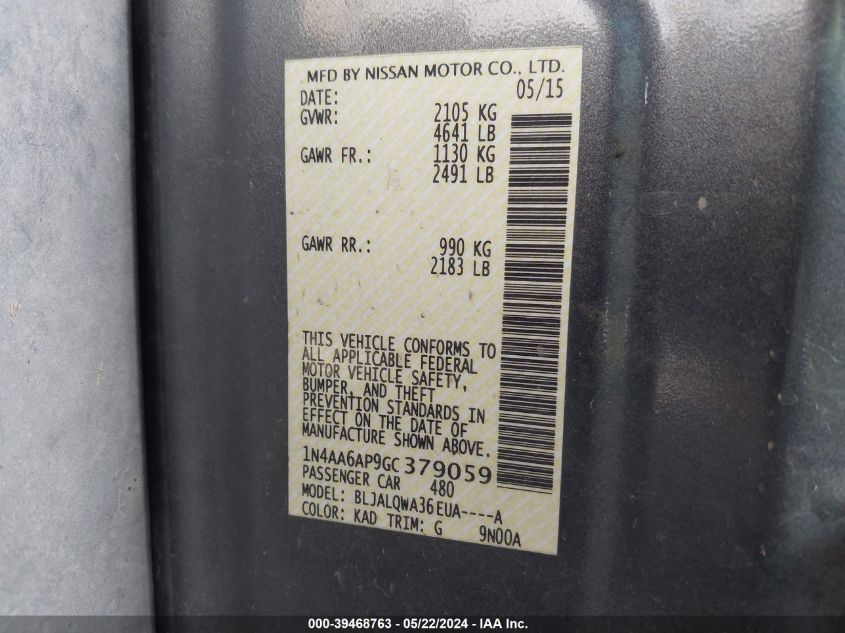 MFD BY NISSAN MOTOR CO., LTD.
DATE: 05/15
GVWR: 2105 KG
4641 LB
GAWR FR.: 1130 KG
2491 LB
GAWR RR.: 990 KG
2183 LB
THIS VEHICLE CONFORMS TO
ALL APPLICABLE FEDERAL
MOTOR VEHICLE SAFETY,
BUMPER, AND THEFT
PREVENTION STANDARDS IN
EFFECT ON THE DATE OF
MANUFACTURE SHOWN ABOVE.
1N4AA6AP9GC379059
PASSENGER CAR 480
MODEL: BLJALQWA36EUA----A
COLOR: KAD TRIM: G 9N00A
000-39468763 - 05/22/2024 - IAA Inc.